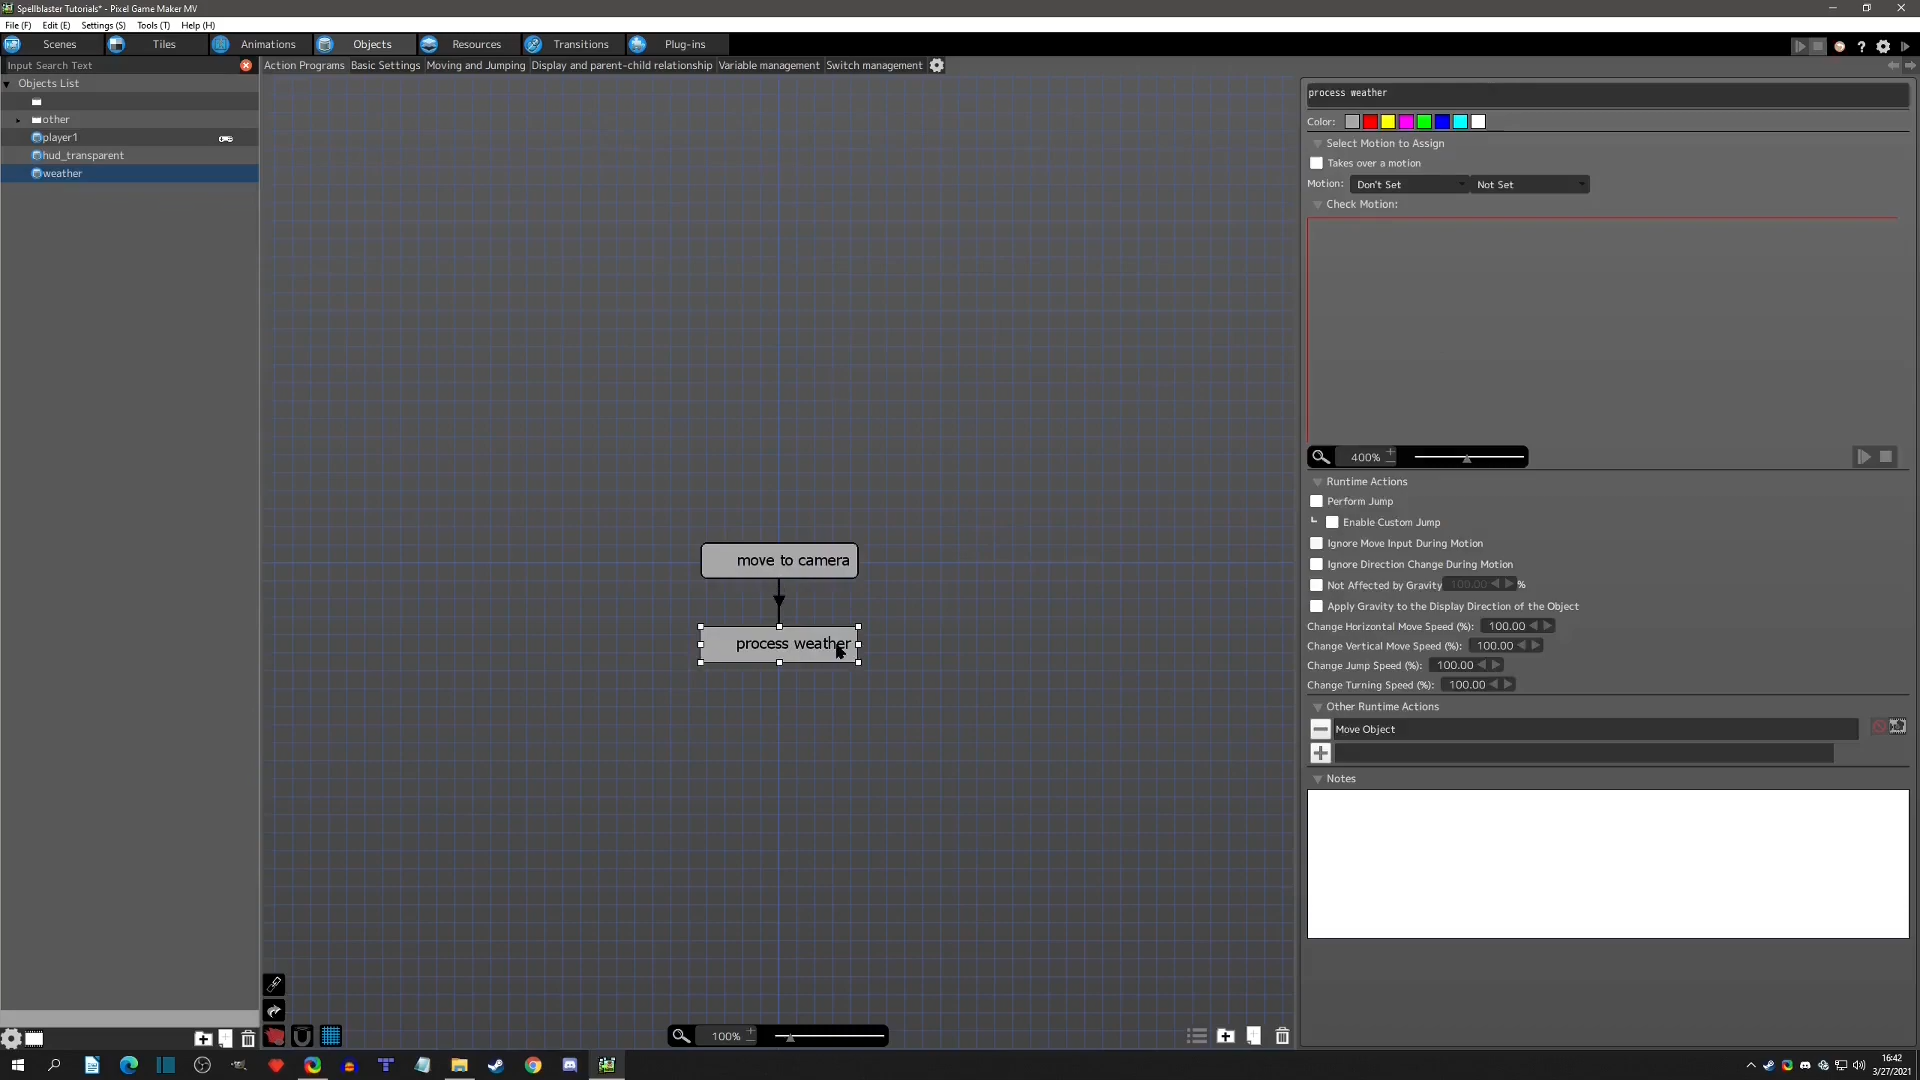 Spellblaster Tutorials* - Pixel Game Maker MV
File (F) Edit (E) Settings (S) Tools (T) Help (H)
Scenes Tiles Animations Objects Resources Transitions Plug-ins
Input Search Text
Action Programs Basic Settings Moving and Jumping Display and parent-child relationship Variable management Switch management
Objects List
other
player1
hud_transparent
weather
move to camera
process weather
100%
process weather
Color:
Select Motion to Assign
Takes over a motion
Motion: Don't Set Not Set
Check Motion:
400%
Runtime Actions
Perform Jump
Enable Custom Jump
Ignore Move Input During Motion
Ignore Direction Change During Motion
Not Affected by Gravity 100.00 %
Apply Gravity to the Display Direction of the Object
Change Horizontal Move Speed (%): 100.00
Change Vertical Move Speed (%): 100.00
Change Jump Speed (%): 100.00
Change Turning Speed (%): 100.00
Other Runtime Actions
Move Object
Notes
16:42
3/27/2021